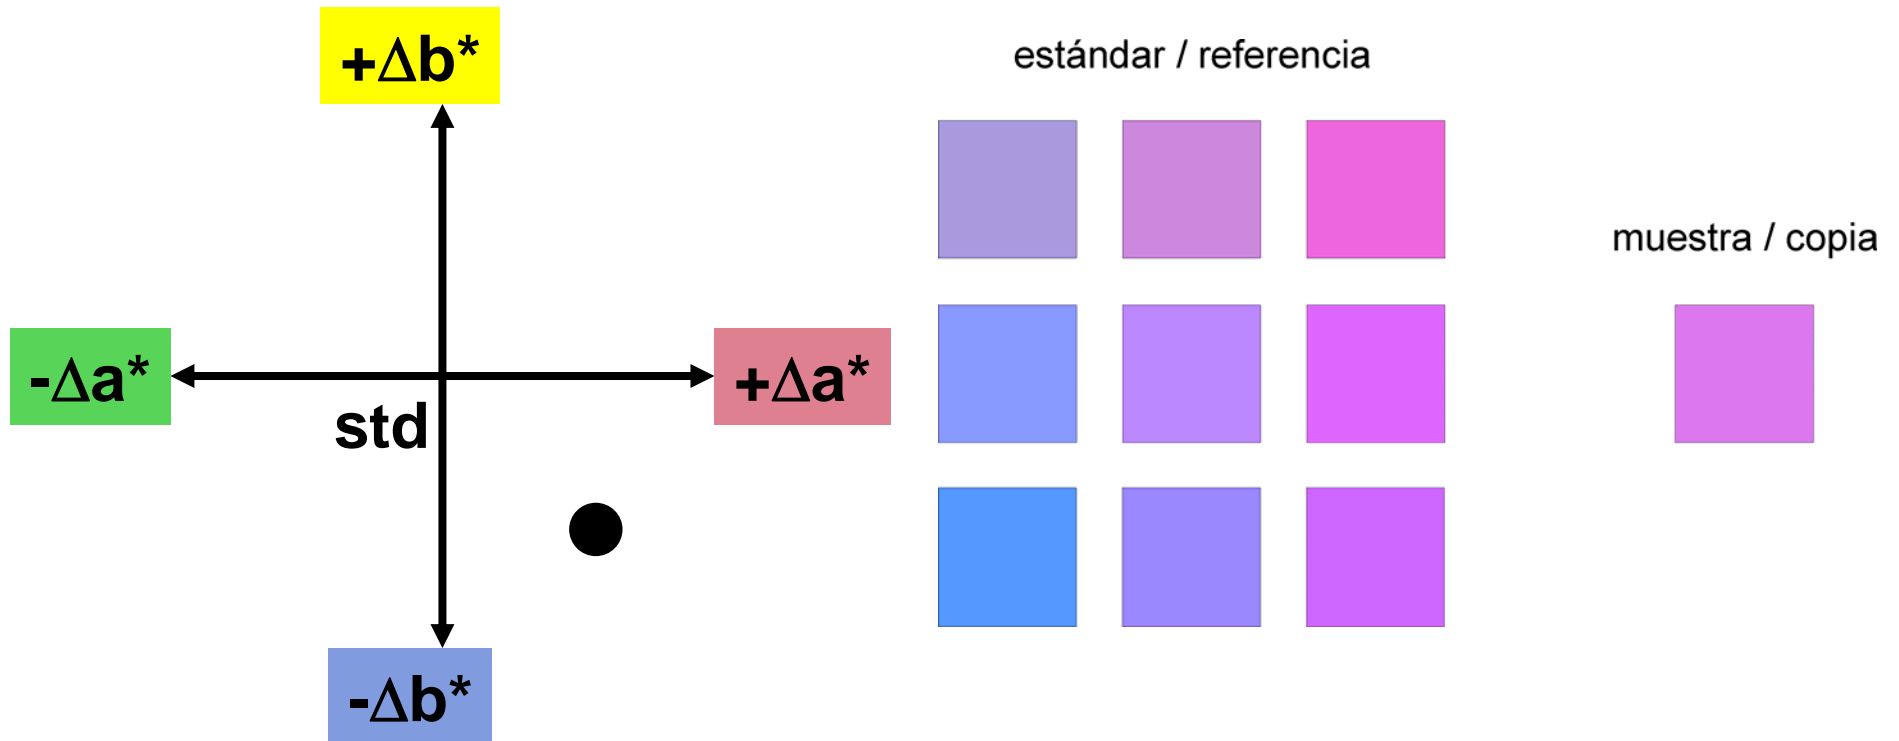 +Δb*
-Δa*
std
+Δa*
-Δb*
estándar / referencia
muestra / copia